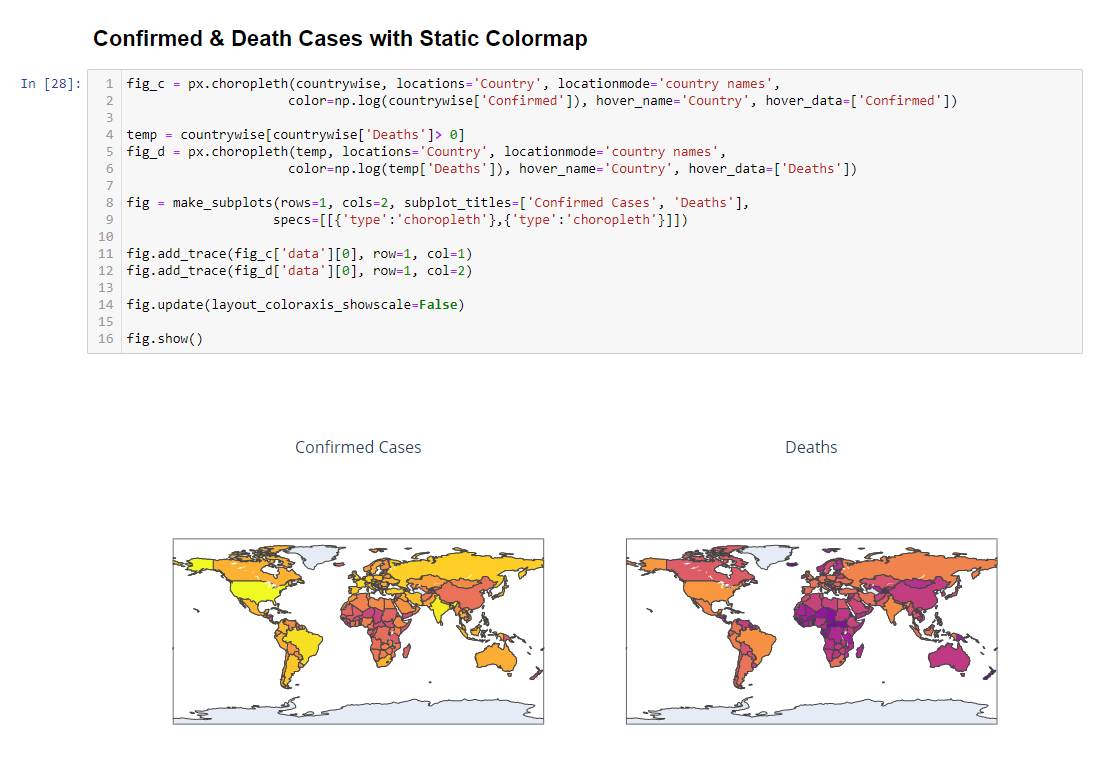 Confirmed & Death Cases with Static Colormap
In [28]:
1 fig_c = px.choropleth(countrywise, locations='Country', locationmode='country names',
2                      color=np.log(countrywise['Confirmed']), hover_name='Country', hover_data=['Confirmed'])
3
4 temp = countrywise[countrywise['Deaths']> 0]
5 fig_d = px.choropleth(temp, locations='Country', locationmode='country names',
6                      color=np.log(temp['Deaths']), hover_name='Country', hover_data=['Deaths'])
7
8 fig = make_subplots(rows=1, cols=2, subplot_titles=['Confirmed Cases', 'Deaths'],
9                    specs=[[{'type':'choropleth'},{'type':'choropleth'}]])
10
11 fig.add_trace(fig_c['data'][0], row=1, col=1)
12 fig.add_trace(fig_d['data'][0], row=1, col=2)
13
14 fig.update(layout_coloraxis_showscale=False)
15
16 fig.show()
Confirmed Cases
Deaths